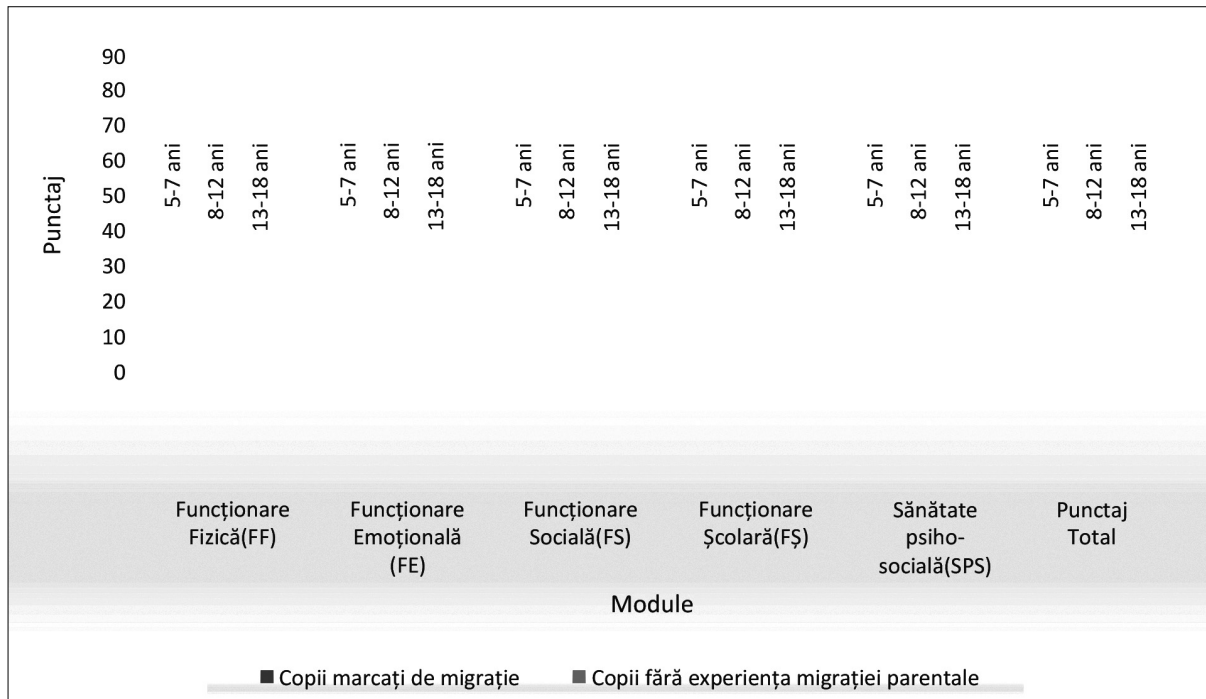 90
80
70
60
50
40
30
20
10
0
Punctaj
5-7 ani
8-12 ani
13-18 ani
5-7 ani
8-12 ani
13-18 ani
5-7 ani
8-12 ani
13-18 ani
5-7 ani
8-12 ani
13-18 ani
5-7 ani
8-12 ani
13-18 ani
5-7 ani
8-12 ani
13-18 ani
Funcționare
Fizică(FF)
Funcționare
Emoțională
(FE)
Funcționare
Socială(FS)
Funcționare
Școlară(FȘ)
Sănătate
psiho-
socială(SPS)
Punctaj
Total
Module
Copii marcați de migrație
Copii fără experiența migrației parentale